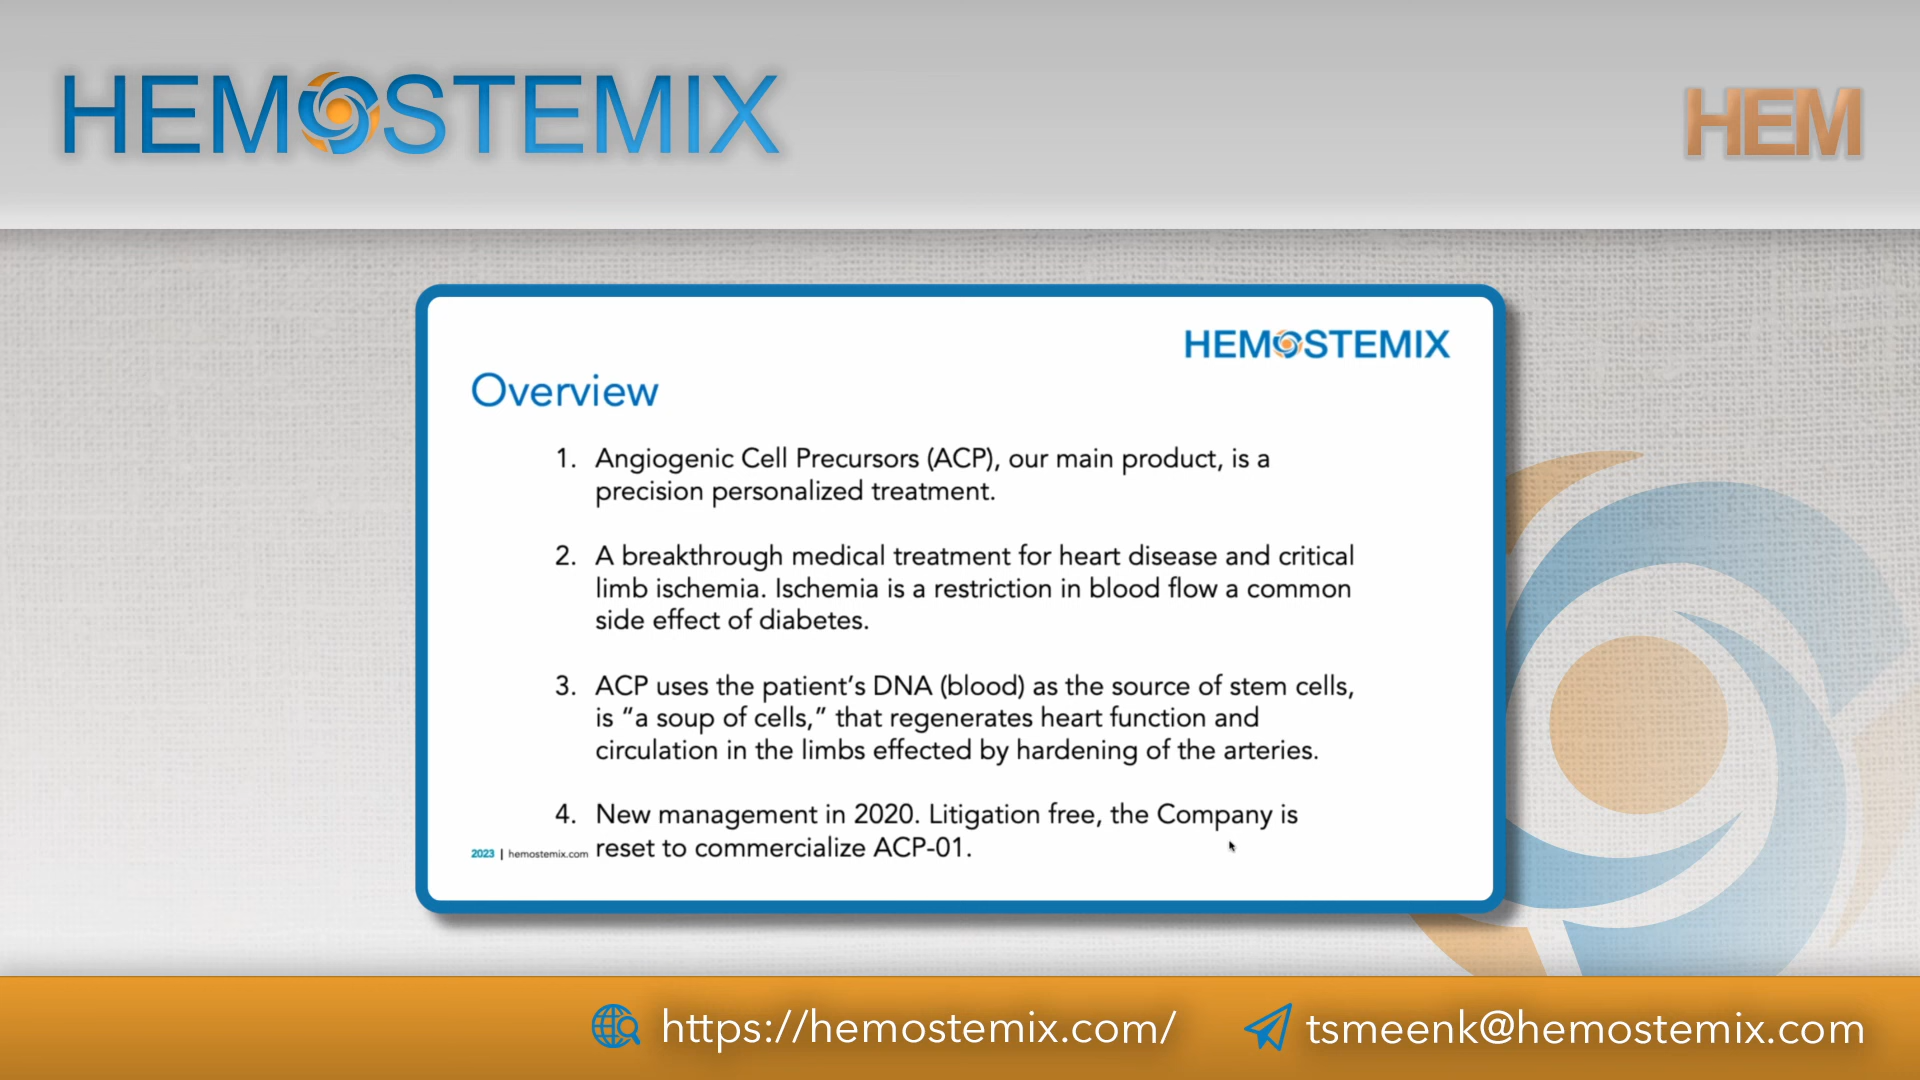 HEMOSTEMIX
HEM
HEMOSTEMIX
Overview
1. Angiogenic Cell Precursors (ACP), our main product, is a
precision personalized treatment.
2. A breakthrough medical treatment for heart disease and critical
limb ischemia. Ischemia is a restriction in blood flow a common
side effect of diabetes.
3. ACP uses the patient’s DNA (blood) as the source of stem cells,
is “a soup of cells,” that regenerates heart function and
circulation in the limbs effected by hardening of the arteries.
4. New management in 2020. Litigation free, the Company is
reset to commercialize ACP-01.
2023 | hemostemix.com
https://hemostemix.com/
tsmeenk@hemostemix.com